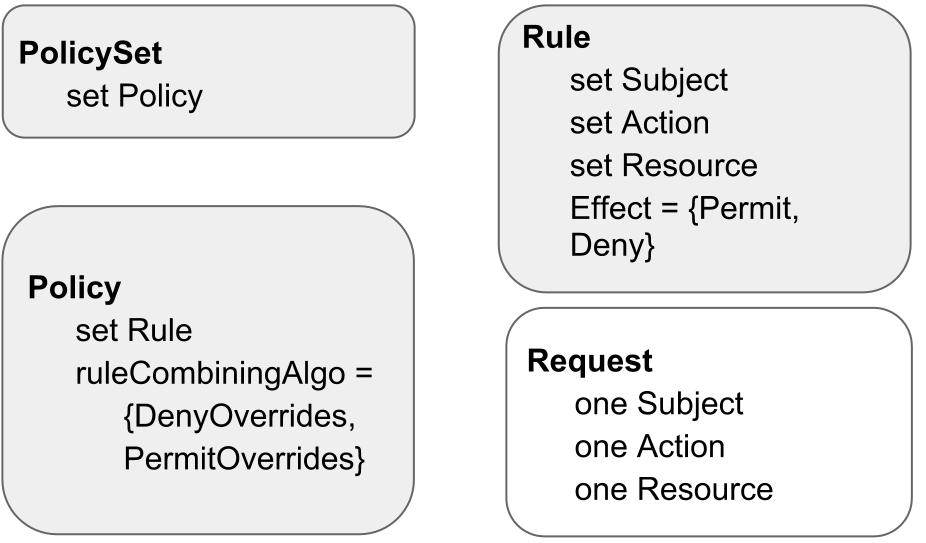 PolicySet
set Policy
Policy
set Rule
ruleCombiningAlgo =
{DenyOverrides,
PermitOverrides}
Rule
set Subject
set Action
set Resource
Effect = {Permit,
Deny}
Request
one Subject
one Action
one Resource